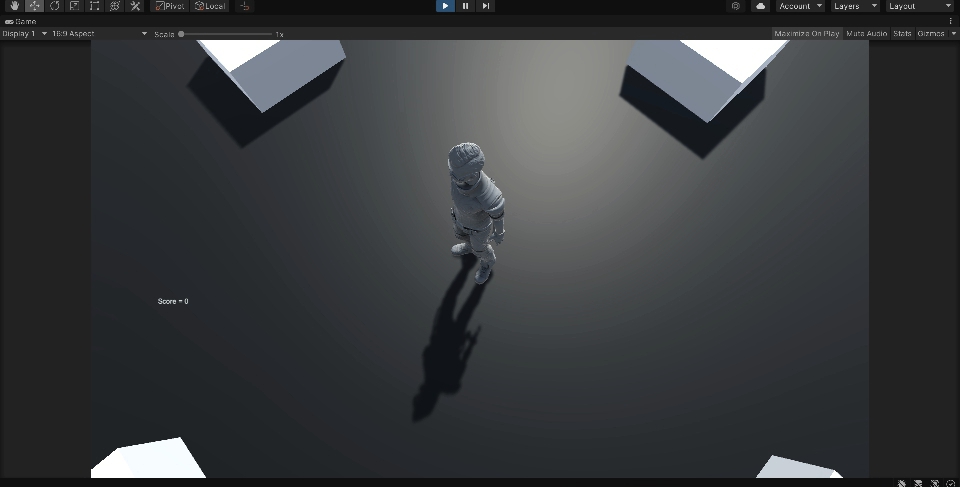 Pivot Local Account Layers Layout
Game
Display 1 16:9 Aspect Scale 1x Maximize On Play Mute Audio Stats Gizmos
Score = 0